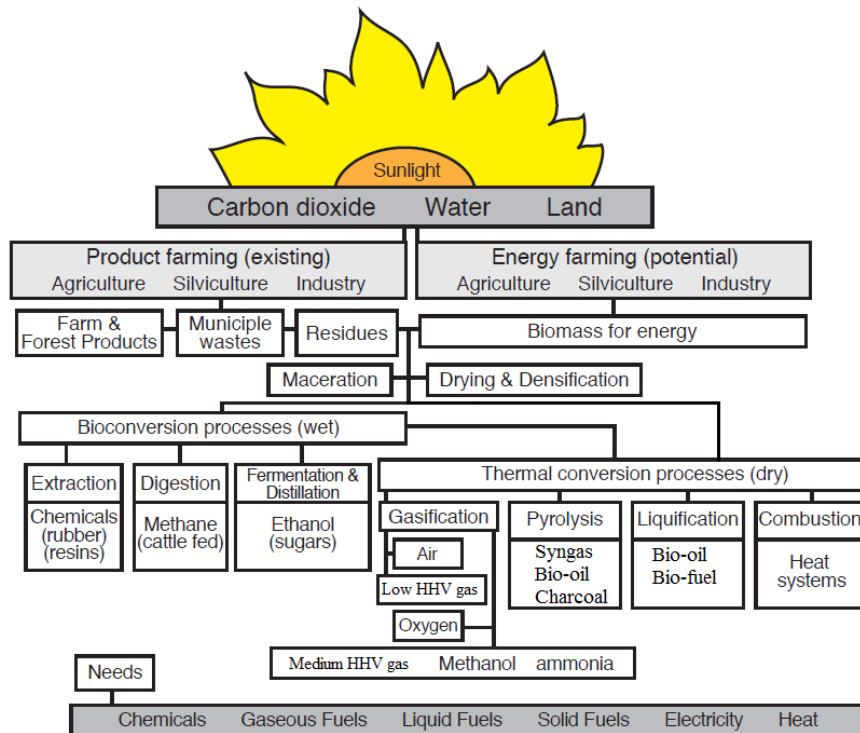 Sunlight
Carbon dioxide Water Land
Product farming (existing)
Agriculture Silviculture Industry
Energy farming (potential)
Agriculture Silviculture Industry
Farm &
Forest Products
Municiple
wastes
Residues
Biomass for energy
Maceration
Drying & Densification
Bioconversion processes (wet)
Thermal conversion processes (dry)
Extraction
Chemicals
(rubber)
(resins)
Digestion
Methane
(cattle fed)
Fermentation &
Distillation
Ethanol
(sugars)
Gasification
Air
Low HHV gas
Oxygen
Medium HHV gas Methanol ammonia
Pyrolysis
Syngas
Bio-oil
Charcoal
Liquification
Bio-oil
Bio-fuel
Combustion
Heat
systems
Needs
Chemicals Gaseous Fuels Liquid Fuels Solid Fuels Electricity Heat